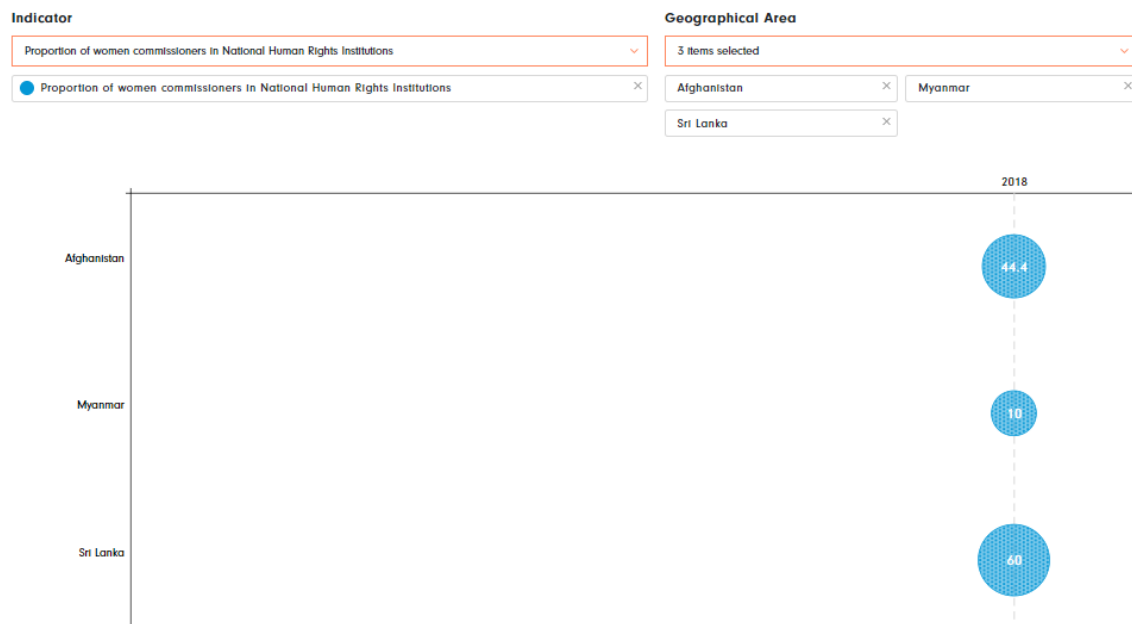 Indicator
Geographical Area
Proportion of women commissioners in National Human Rights Institutions
3 items selected
Proportion of women commissioners in National Human Rights Institutions
Afghanistan
Myanmar
Sri Lanka
2018
Afghanistan
44.4
Myanmar
10
Sri Lanka
60